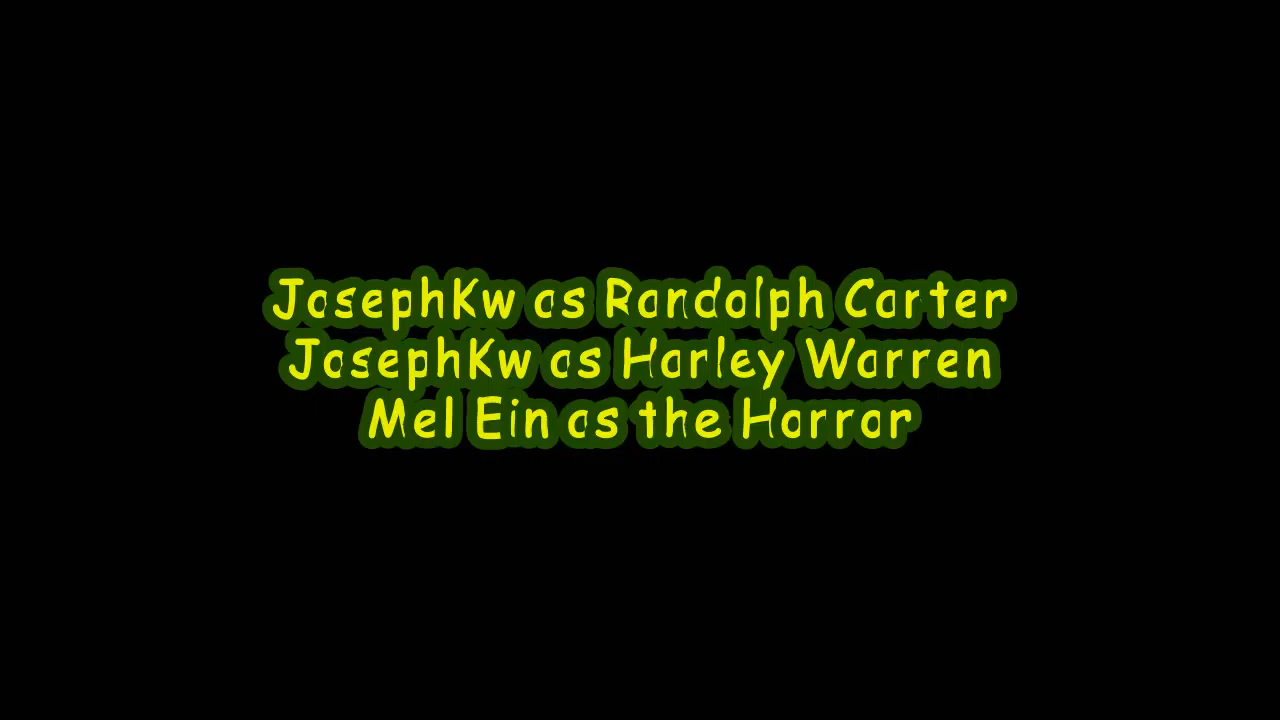 JosephKw as Randolph Carter
JosephKw as Harley Warren
Mel Ein as the Horror